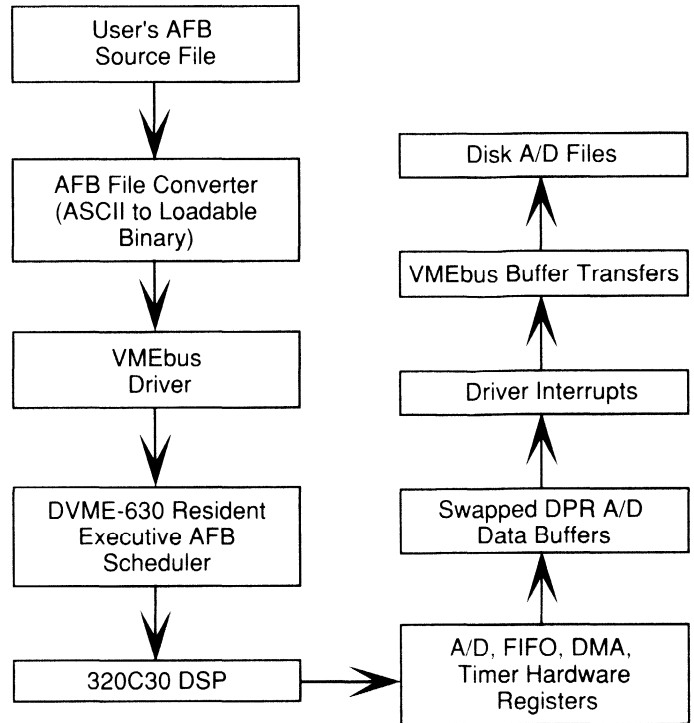 User's AFB
Source File
AFB File Converter
(ASCII to Loadable
Binary)
VMEbus
Driver
DVME-630 Resident
Executive AFB
Scheduler
320C30 DSP
Disk A/D Files
VMEbus Buffer Transfers
Driver Interrupts
Swapped DPR A/D
Data Buffers
A/D, FIFO, DMA,
Timer Hardware
Registers